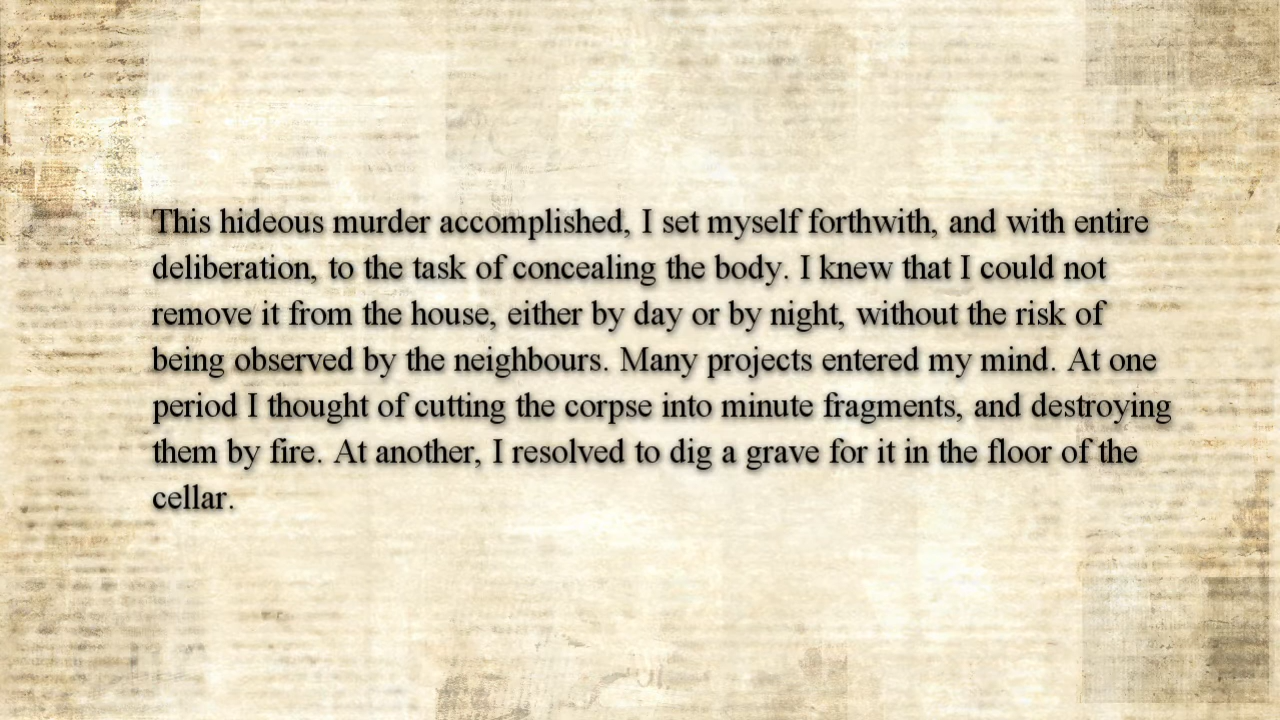 This hideous murder accomplished, I set myself forthwith, and with entire
deliberation, to the task of concealing the body. I knew that I could not
remove it from the house, either by day or by night, without the risk of
being observed by the neighbours. Many projects entered my mind. At one
period I thought of cutting the corpse into minute fragments, and destroying
them by fire. At another, I resolved to dig a grave for it in the floor of the
cellar.